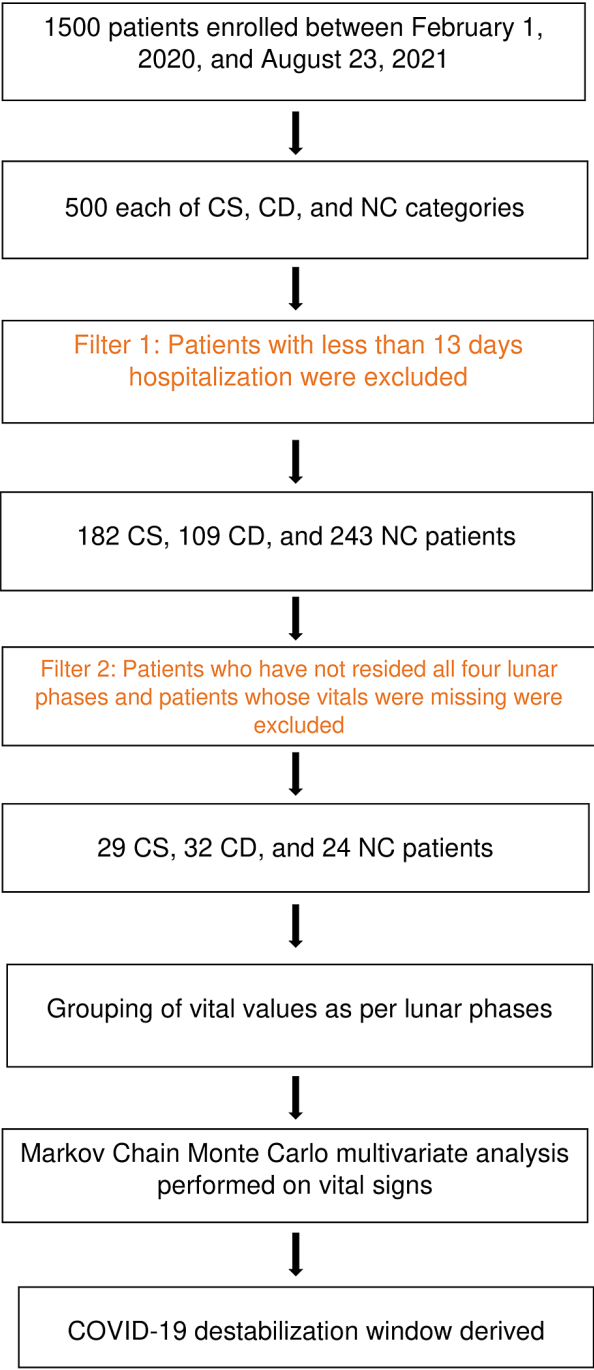 1500 patients enrolled between February 1,
2020, and August 23, 2021
500 each of CS, CD, and NC categories
Filter 1: Patients with less than 13 days
hospitalization were excluded
182 CS, 109 CD, and 243 NC patients
Filter 2: Patients who have not resided all four lunar
phases and patients whose vitals were missing were
excluded
29 CS, 32 CD, and 24 NC patients
Grouping of vital values as per lunar phases
Markov Chain Monte Carlo multivariate analysis
performed on vital signs
COVID-19 destabilization window derived